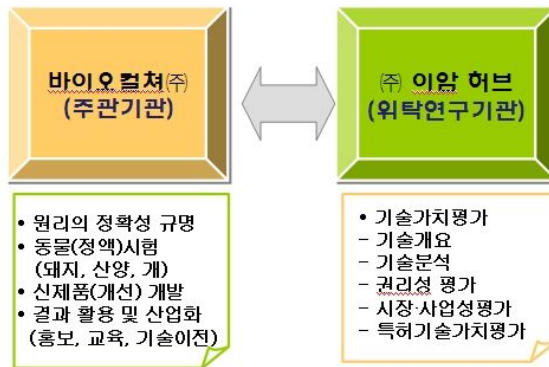 바이오컬쳐㈜
(주관기관)
㈜ 이암 허브
(위탁연구기관)
• 원리의 정확성 규명
• 동물(정액)시험
(돼지, 산양, 개)
• 신제품(개선) 개발
• 결과 활용 및 산업화
(홍보, 교육, 기술이전)
• 기술가치평가
– 기술개요
– 기술분석
– 권리성 평가
– 시장·사업성평가
– 특허기술가치평가